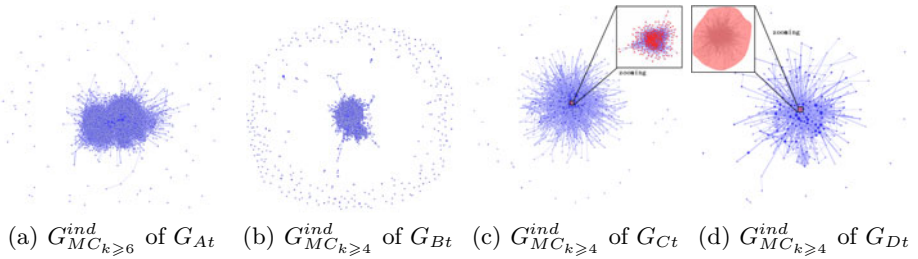 zooming
zooming
(a) $G^{ind}_{MC_{k \geqslant 6}}$ of $G_{At}$ (b) $G^{ind}_{MC_{k \geqslant 4}}$ of $G_{Bt}$ (c) $G^{ind}_{MC_{k \geqslant 4}}$ of $G_{Ct}$ (d) $G^{ind}_{MC_{k \geqslant 4}}$ of $G_{Dt}$